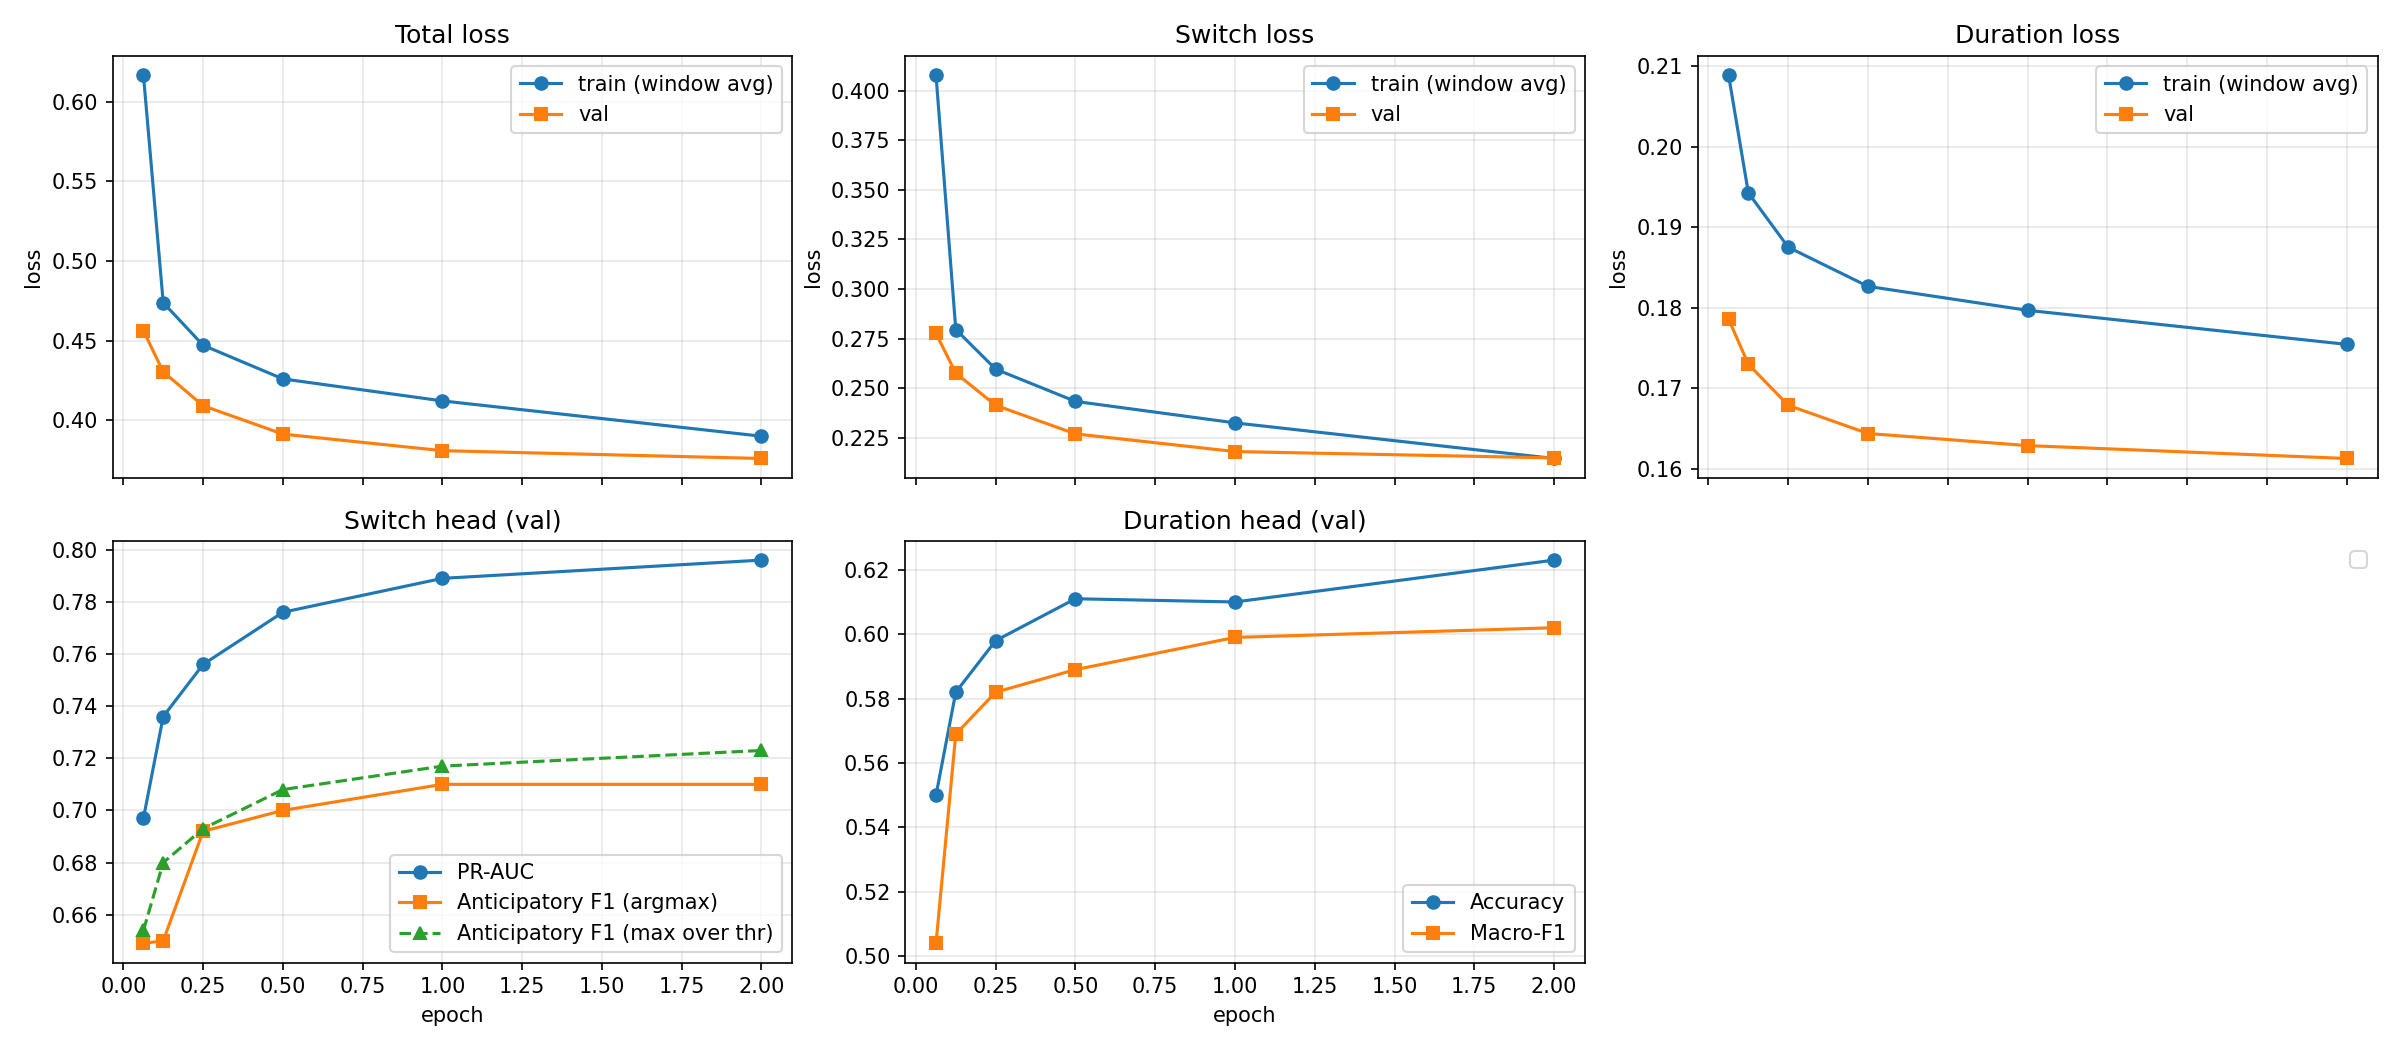 Total loss
Switch loss
Duration loss
train (window avg)
val
0.60
0.55
0.50
0.45
0.40
loss
train (window avg)
val
0.400
0.375
0.350
0.325
0.300
0.275
0.250
0.225
loss
train (window avg)
val
0.21
0.20
0.19
0.18
0.17
0.16
loss
Switch head (val)
0.80
0.78
0.76
0.74
0.72
0.70
0.68
0.66
PR-AUC
Anticipatory F1 (argmax)
Anticipatory F1 (max over thr)
0.00 0.25 0.50 0.75 1.00 1.25 1.50 1.75 2.00
epoch
Duration head (val)
0.62
0.60
0.58
0.56
0.54
0.52
0.50
Accuracy
Macro-F1
0.00 0.25 0.50 0.75 1.00 1.25 1.50 1.75 2.00
epoch